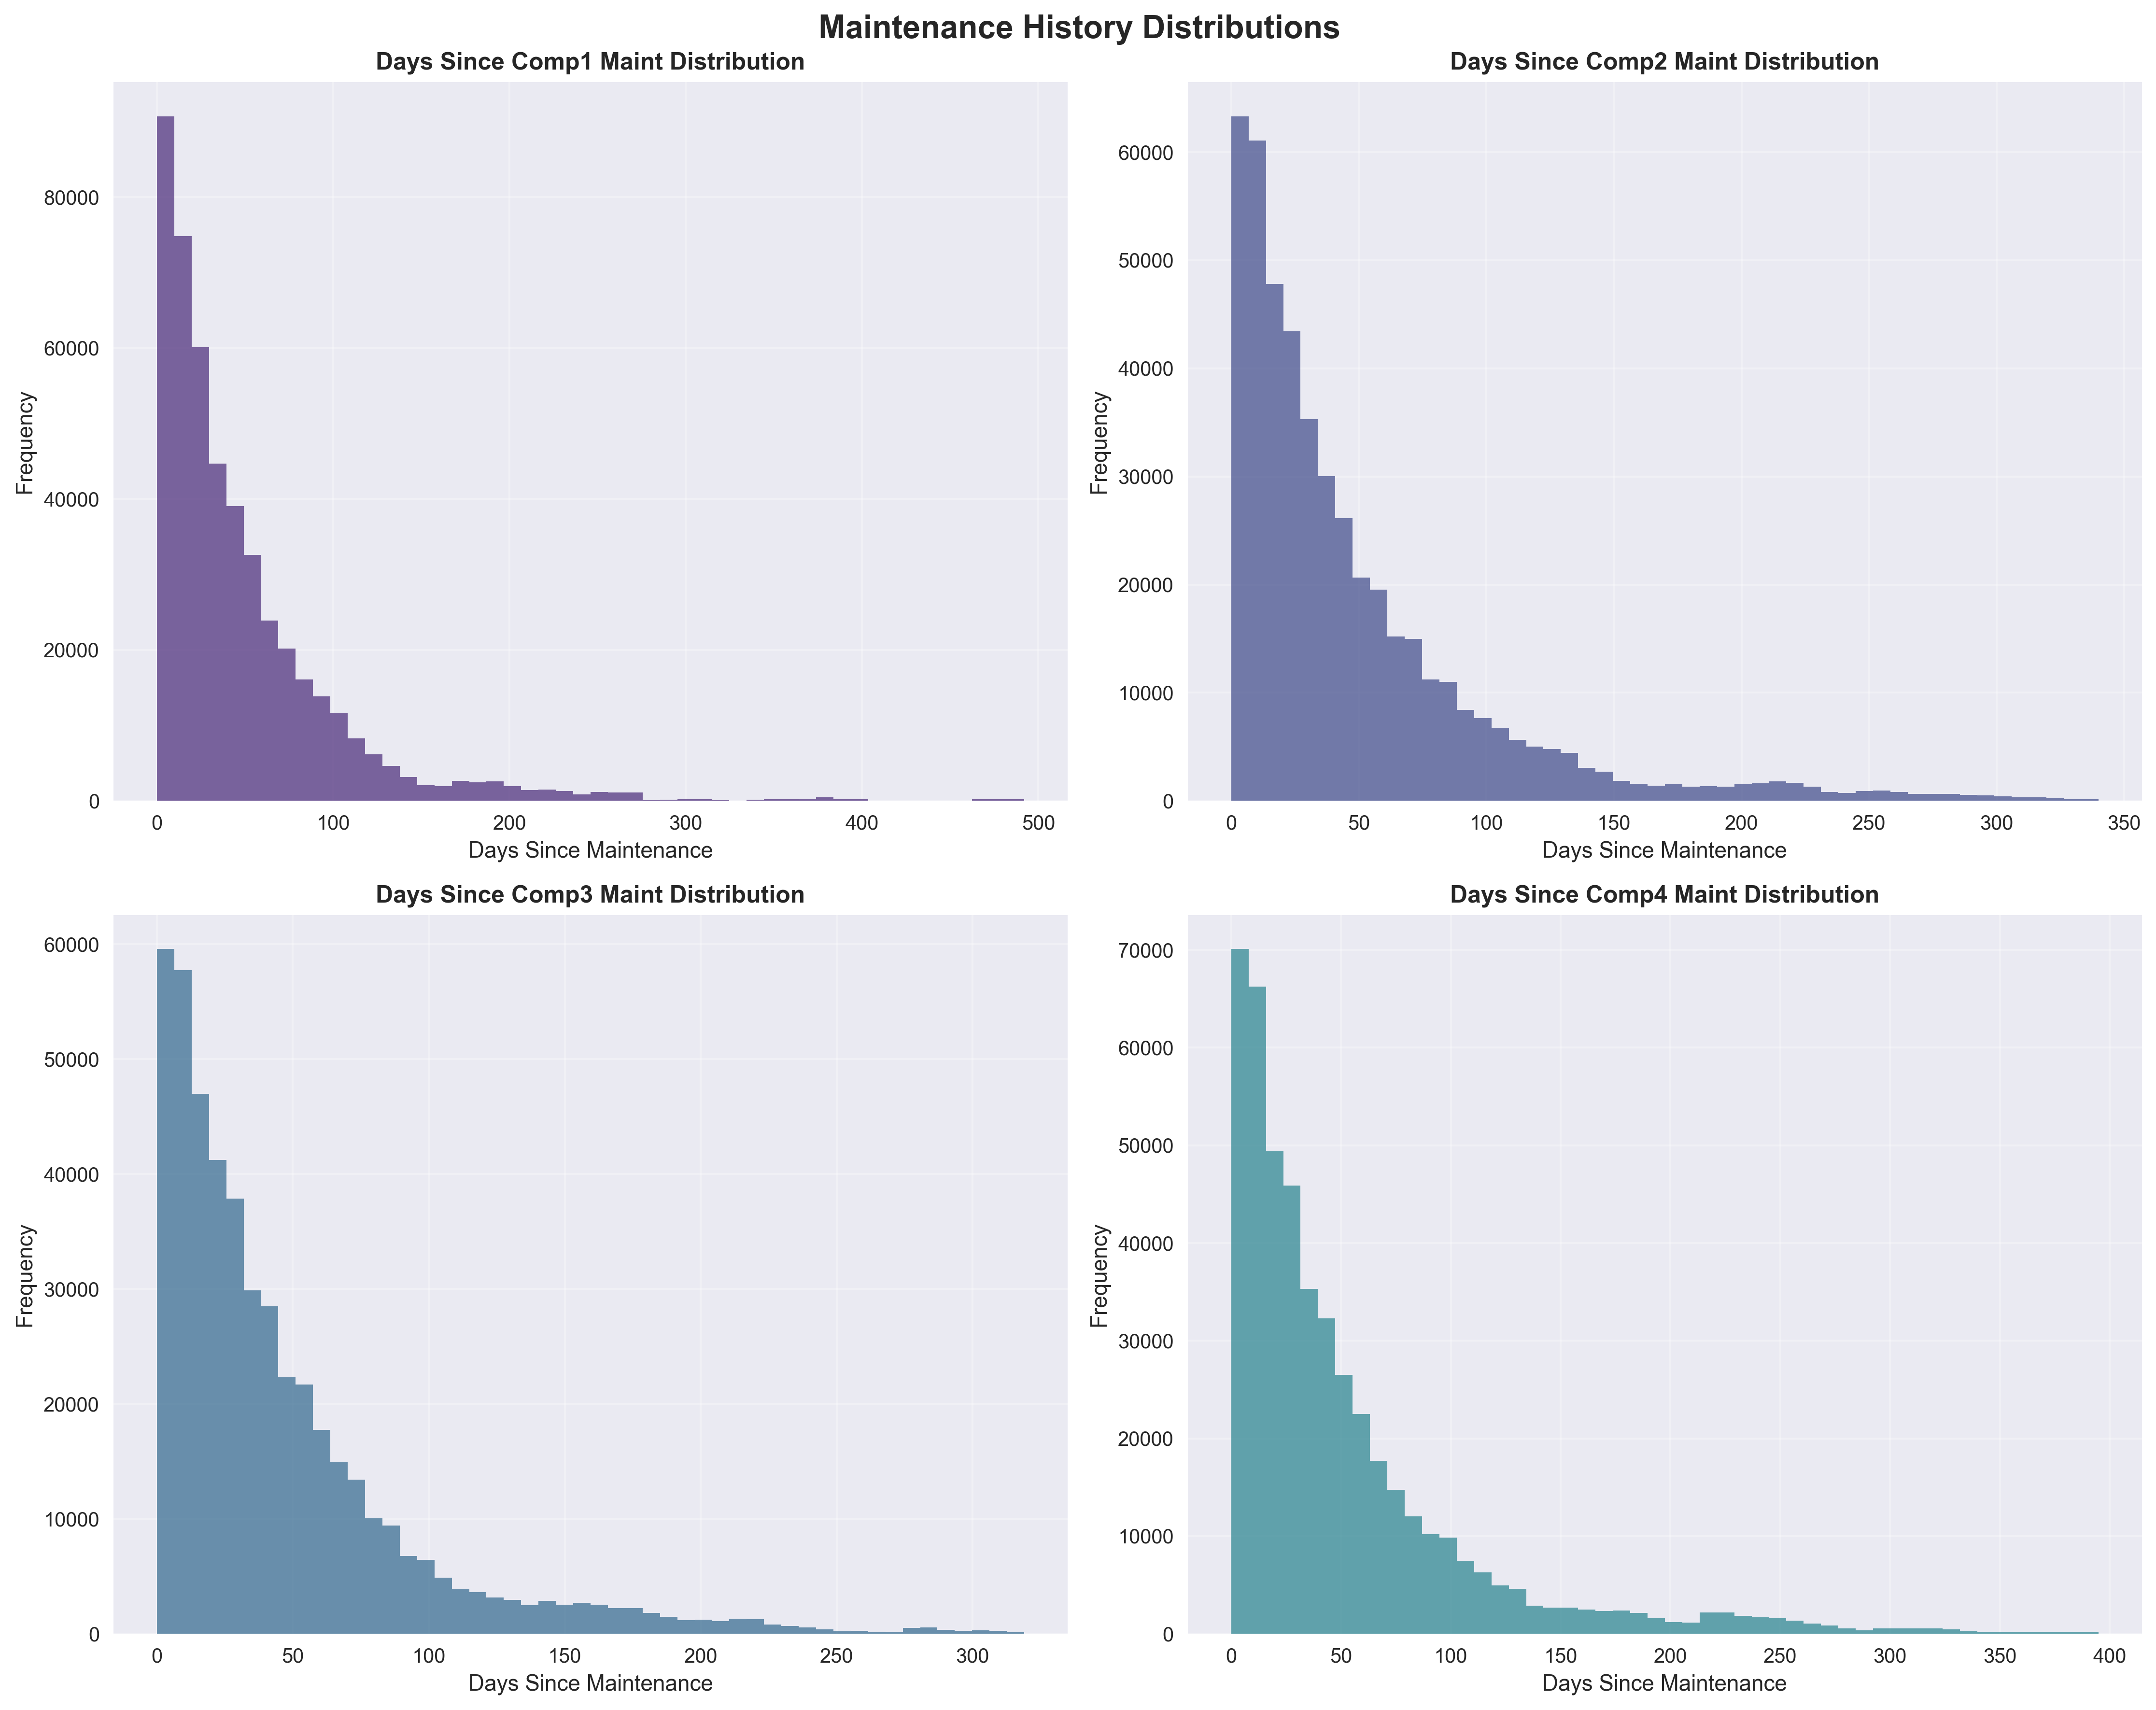 Maintenance History Distributions
Days Since Comp1 Maint Distribution
Frequency
80000
60000
40000
20000
0
0 100 200 300 400 500
Days Since Maintenance
Days Since Comp2 Maint Distribution
Frequency
60000
50000
40000
30000
20000
10000
0
0 50 100 150 200 250 300 350
Days Since Maintenance
Days Since Comp3 Maint Distribution
Frequency
60000
50000
40000
30000
20000
10000
0
0 50 100 150 200 250 300
Days Since Maintenance
Days Since Comp4 Maint Distribution
Frequency
70000
60000
50000
40000
30000
20000
10000
0
0 50 100 150 200 250 300 350 400
Days Since Maintenance